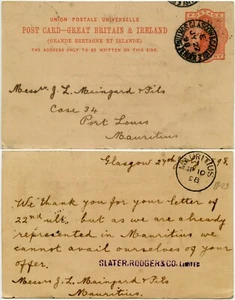 UNION POSTALE UNIVERSELLE
POST CARD—GREAT BRITAIN & IRELAND
(GRANDE BRETAGNE ET IRLANDE)
THE ADDRESS ONLY TO BE WRITTEN ON THIS SIDE.
Messrs J. L. Maingard & Fils
Case 34
Port Louis
Mauritius
Glasgow 27th
MAURITIUS
We thank you for your letter of
22nd ulto. but as we are already
represented in Mauritius we
cannot avail ourselves of your
offer.
SLATER, RODGER & CO. LIMITED
Messrs J. L. Maingard & Fils
Mauritius.